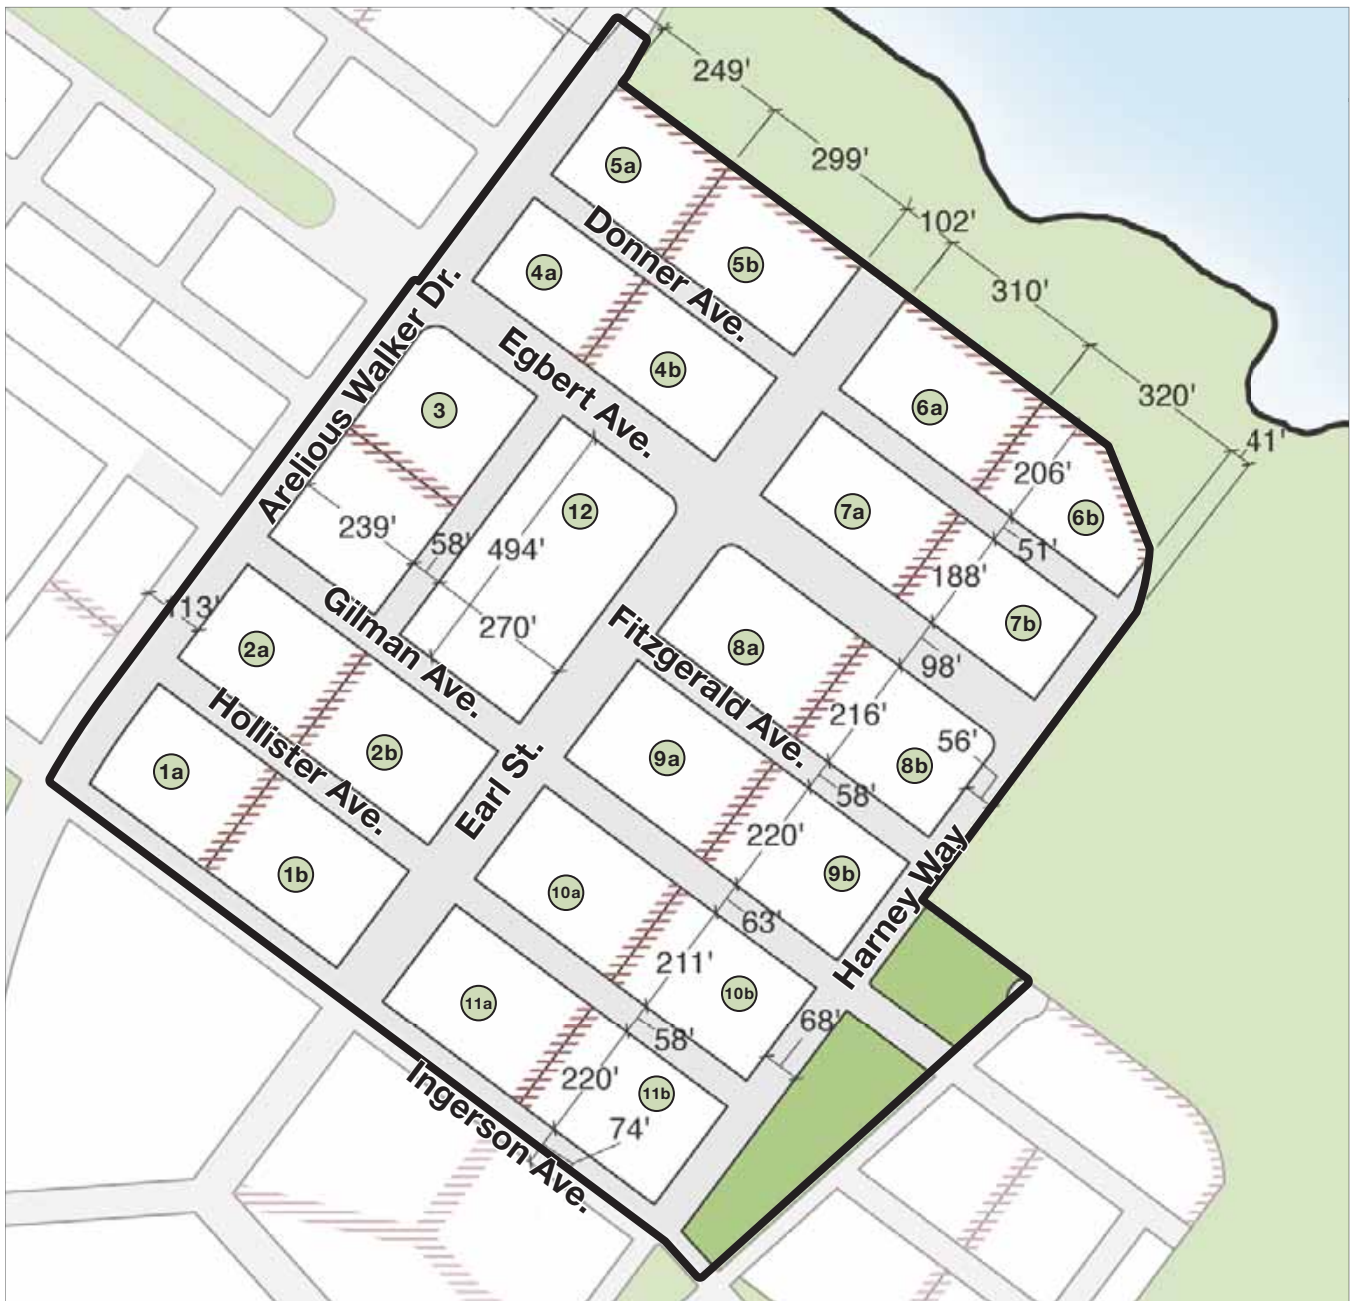 249'
299'
102'
310'
320'
41'
5a
Donner Ave.
5b
4a
4b
Egbert Ave.
Arelious Walker Dr.
3
6a
206'
6b
12
7a
51'
188'
7b
239'
58'
494'
270'
113'
Gilman Ave.
Fitzgerald Ave.
2a
8a
98'
216'
56'
8b
Hollister Ave.
2b
9a
58'
1a
Earl St.
220'
9b
1b
10a
63'
Harney Way
211'
10b
11a
68'
58'
220'
11b
74'
Ingerson Ave.